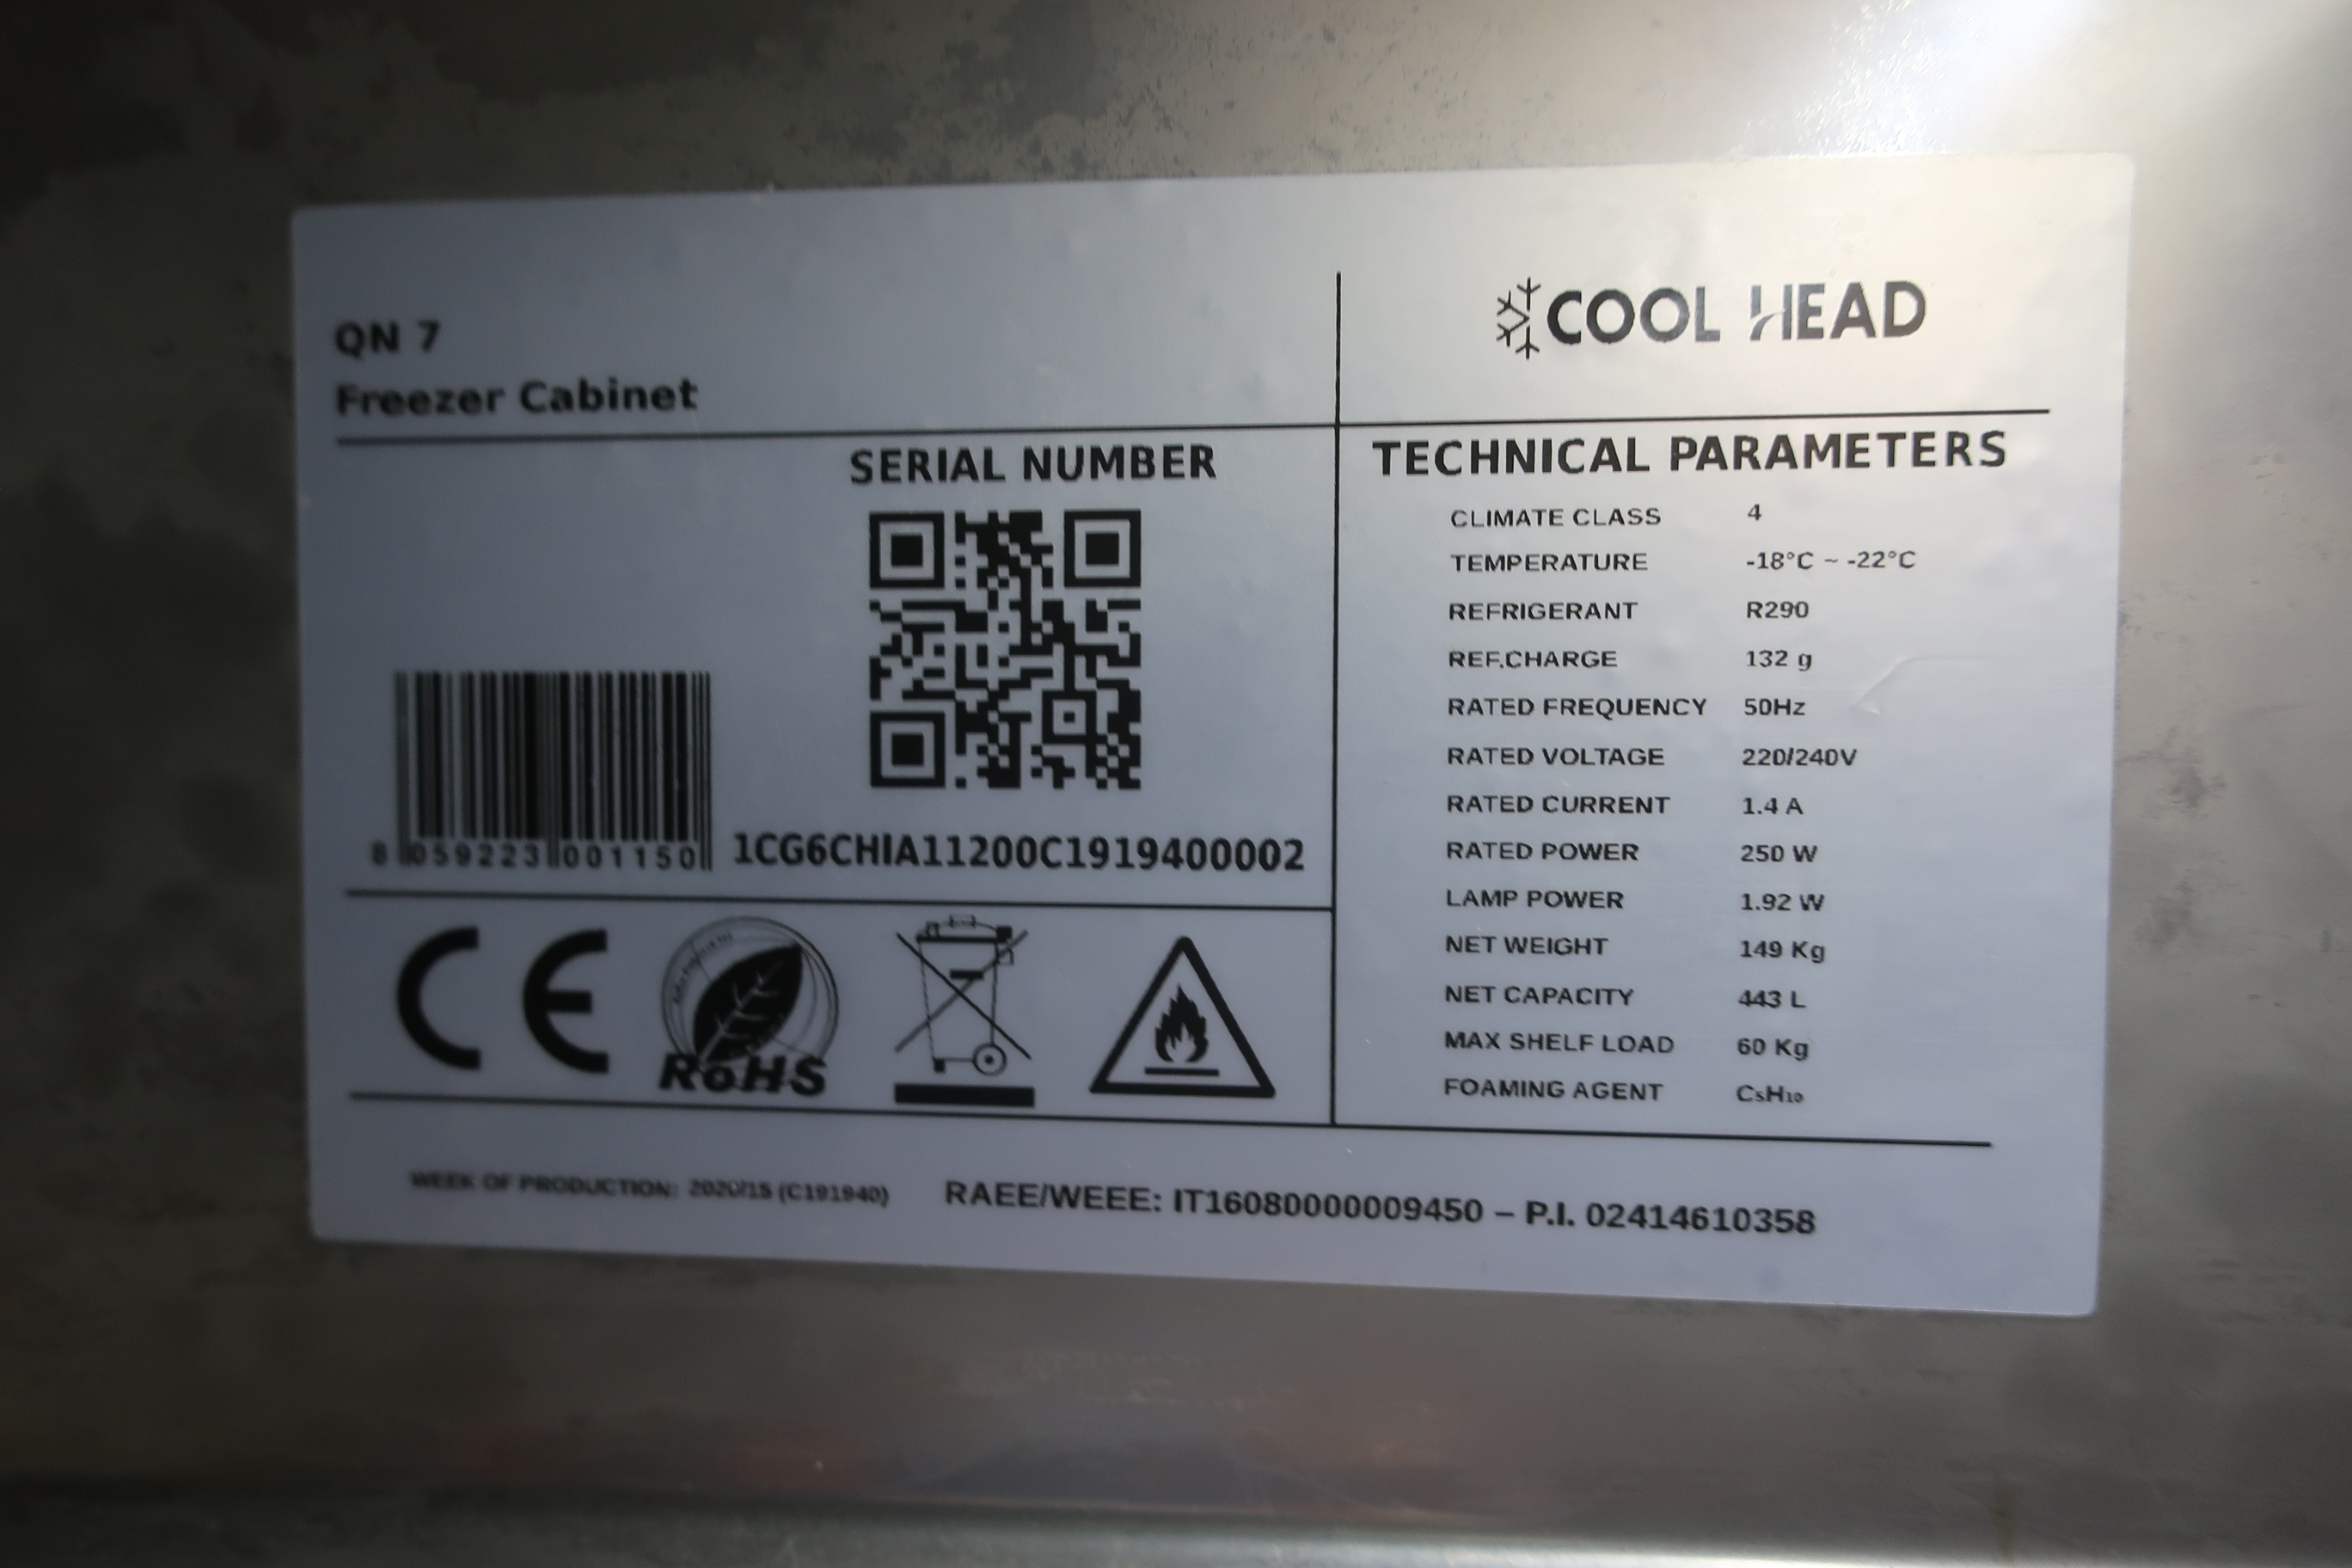 QN 7
Freezer Cabinet
COOL HEAD
SERIAL NUMBER
8 059223 001150
1CG6CHIA11200C1919400002
RoHS
TECHNICAL PARAMETERS
CLIMATE CLASS 4
TEMPERATURE -18°C ~ -22°C
REFRIGERANT R290
REF.CHARGE 132 g
RATED FREQUENCY 50Hz
RATED VOLTAGE 220/240V
RATED CURRENT 1.4 A
RATED POWER 250 W
LAMP POWER 1.92 W
NET WEIGHT 149 Kg
NET CAPACITY 443 L
MAX SHELF LOAD 60 Kg
FOAMING AGENT C₅H₁₀
WEEK OF PRODUCTION: 2020/15 (C191940)
RAEE/WEEE: IT16080000009450 – P.I. 02414610358